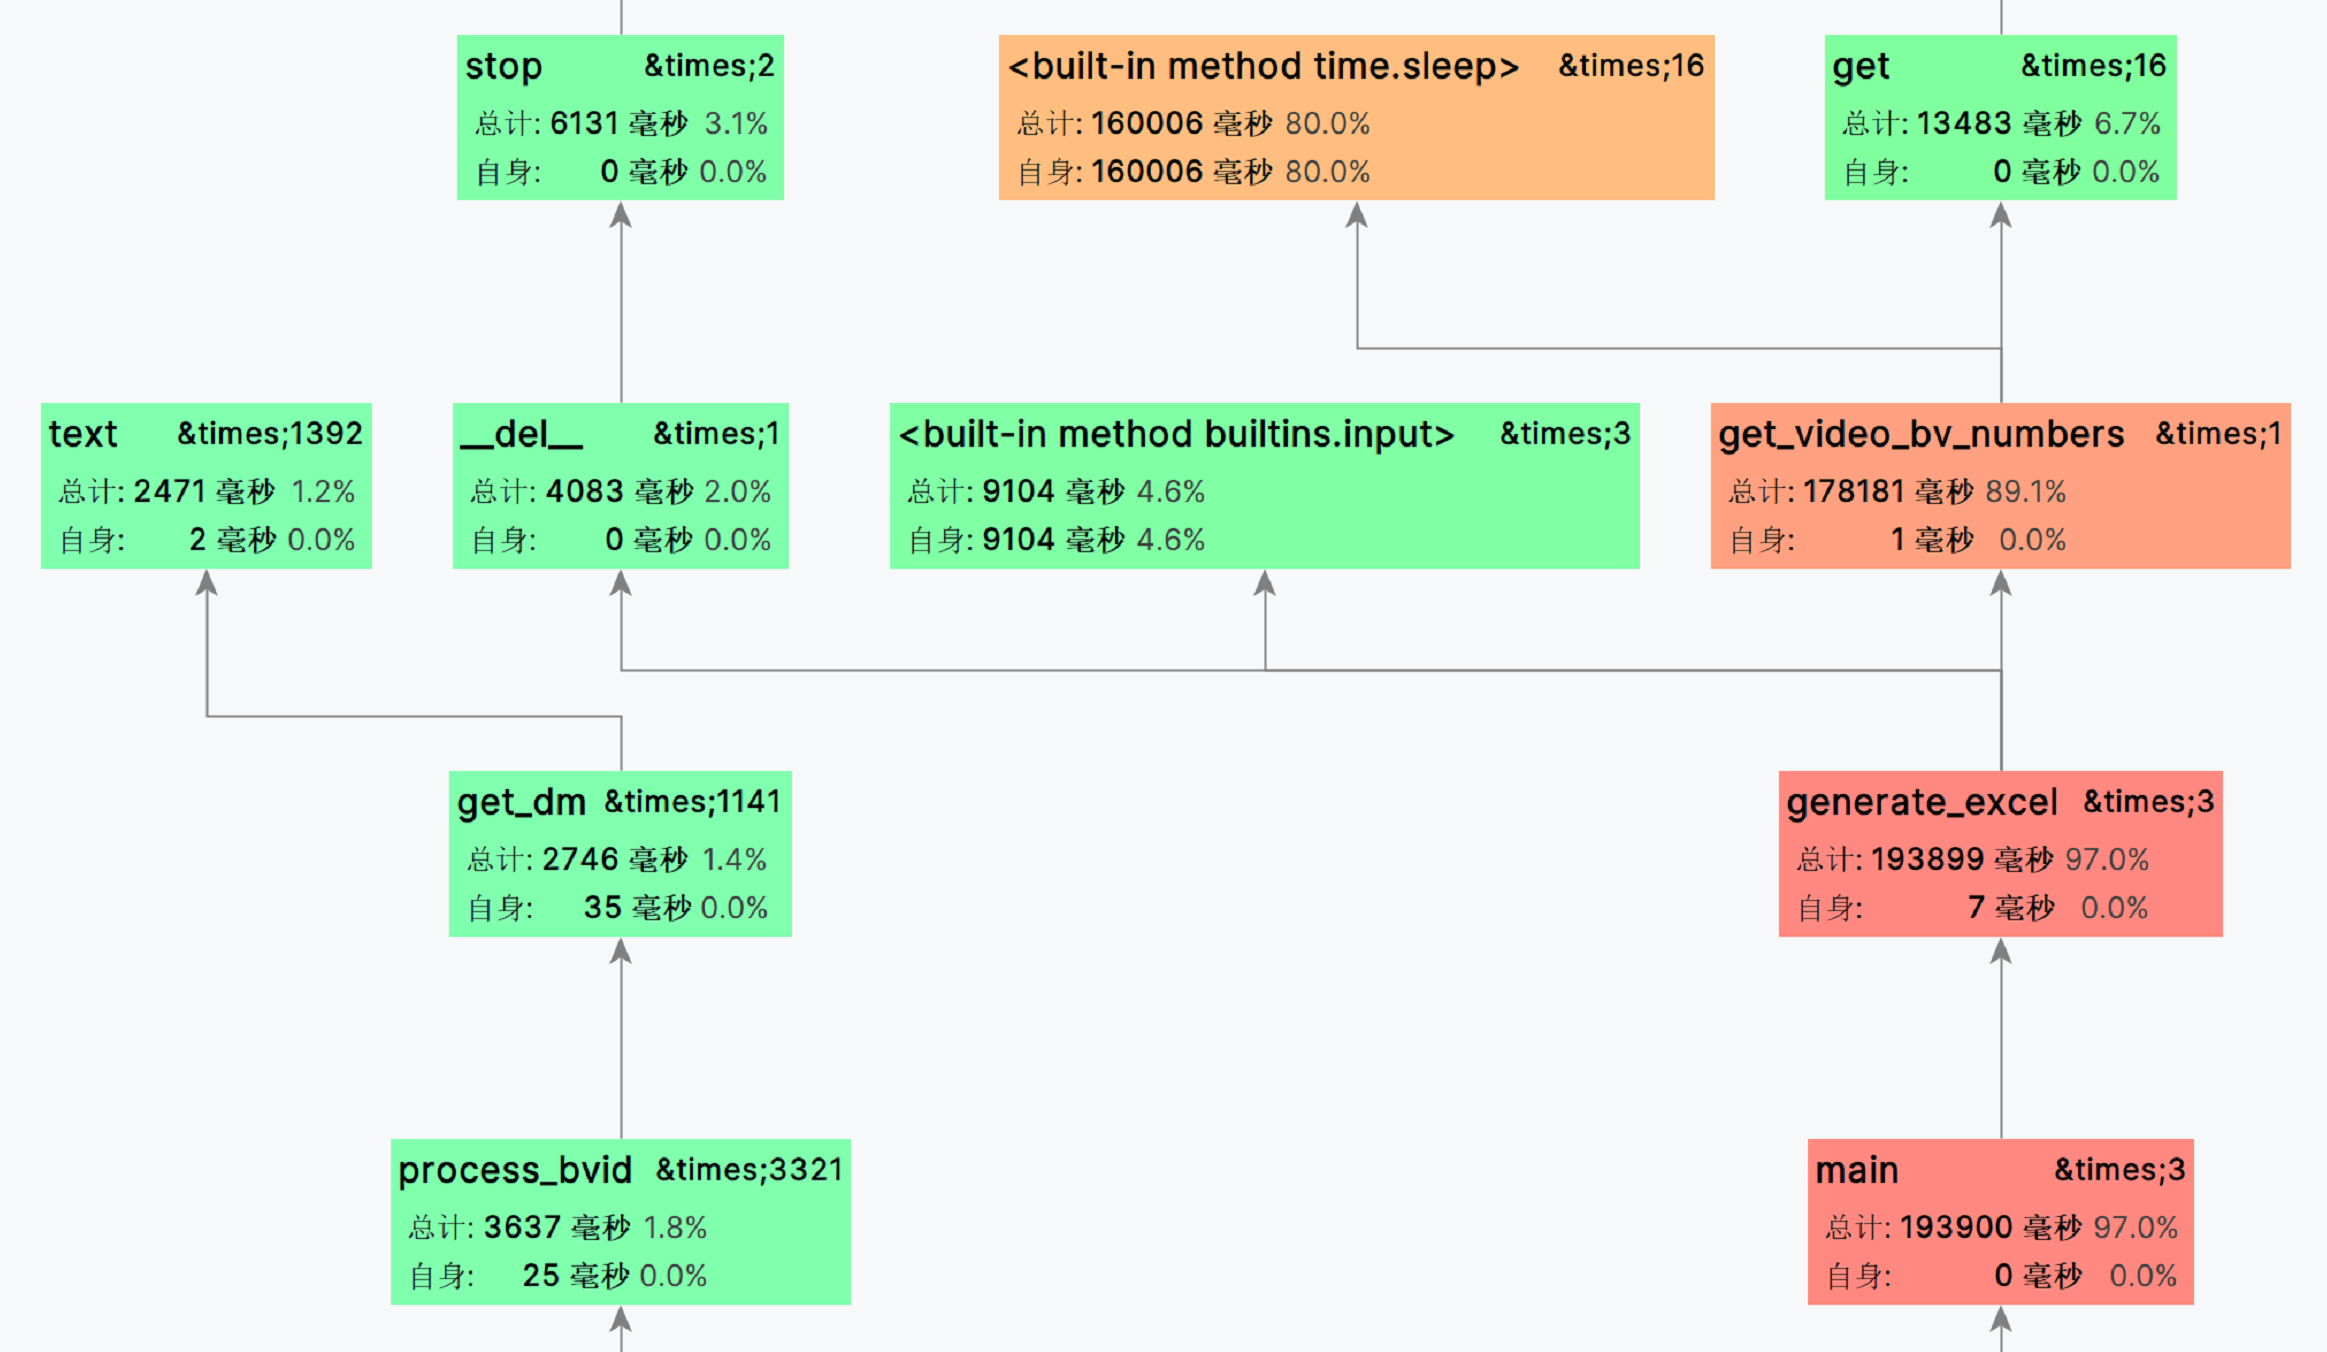 stop &times;2
总计: 6131 毫秒 3.1%
自身: 0 毫秒 0.0%
<built-in method time.sleep> &times;16
总计: 160006 毫秒 80.0%
自身: 160006 毫秒 80.0%
get &times;16
总计: 13483 毫秒 6.7%
自身: 0 毫秒 0.0%
text &times;1392
总计: 2471 毫秒 1.2%
自身: 2 毫秒 0.0%
__del__ &times;1
总计: 4083 毫秒 2.0%
自身: 0 毫秒 0.0%
<built-in method builtins.input> &times;3
总计: 9104 毫秒 4.6%
自身: 9104 毫秒 4.6%
get_video_bv_numbers &times;1
总计: 178181 毫秒 89.1%
自身: 1 毫秒 0.0%
get_dm &times;1141
总计: 2746 毫秒 1.4%
自身: 35 毫秒 0.0%
generate_excel &times;3
总计: 193899 毫秒 97.0%
自身: 7 毫秒 0.0%
process_bvid &times;3321
总计: 3637 毫秒 1.8%
自身: 25 毫秒 0.0%
main &times;3
总计: 193900 毫秒 97.0%
自身: 0 毫秒 0.0%